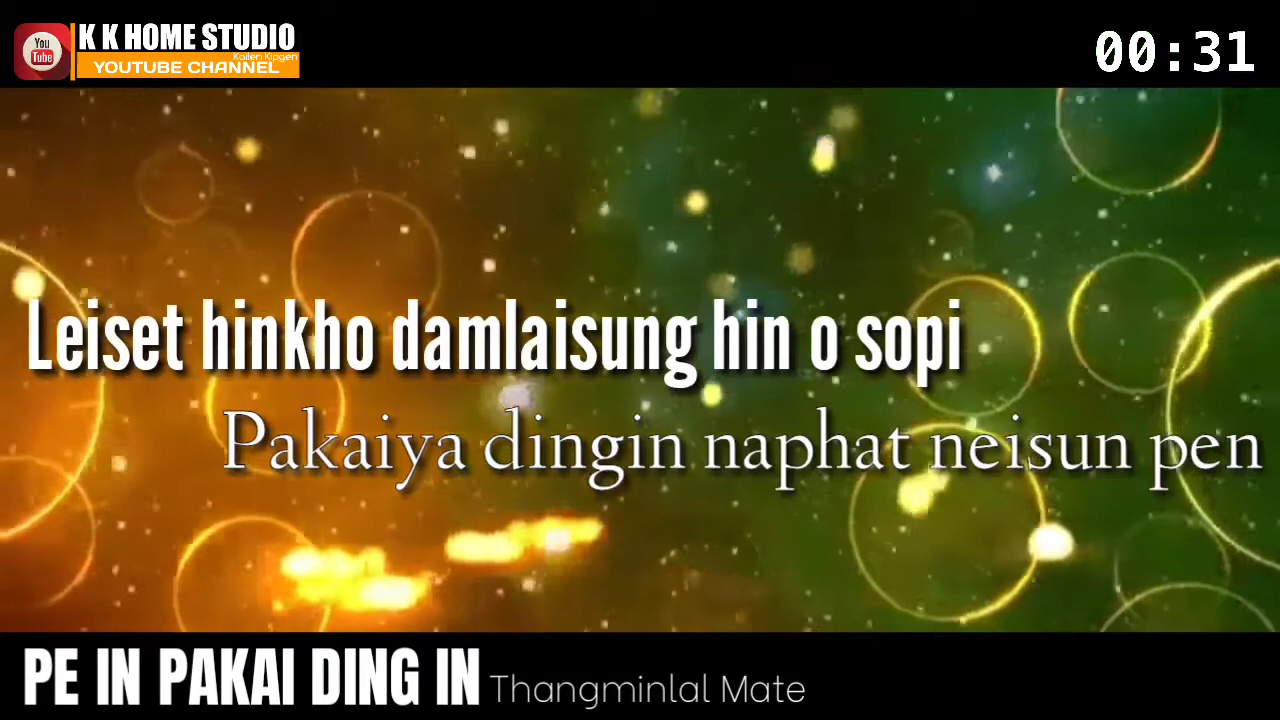 You
Tube
K K HOME STUDIO
Kailen Kipgen
YOUTUBE CHANNEL
00:31
Leiset hinkho damlaisung hin o sopi
Pakaiya dingin naphat neisun pen
PE IN PAKAI DING IN Thangminlal Mate